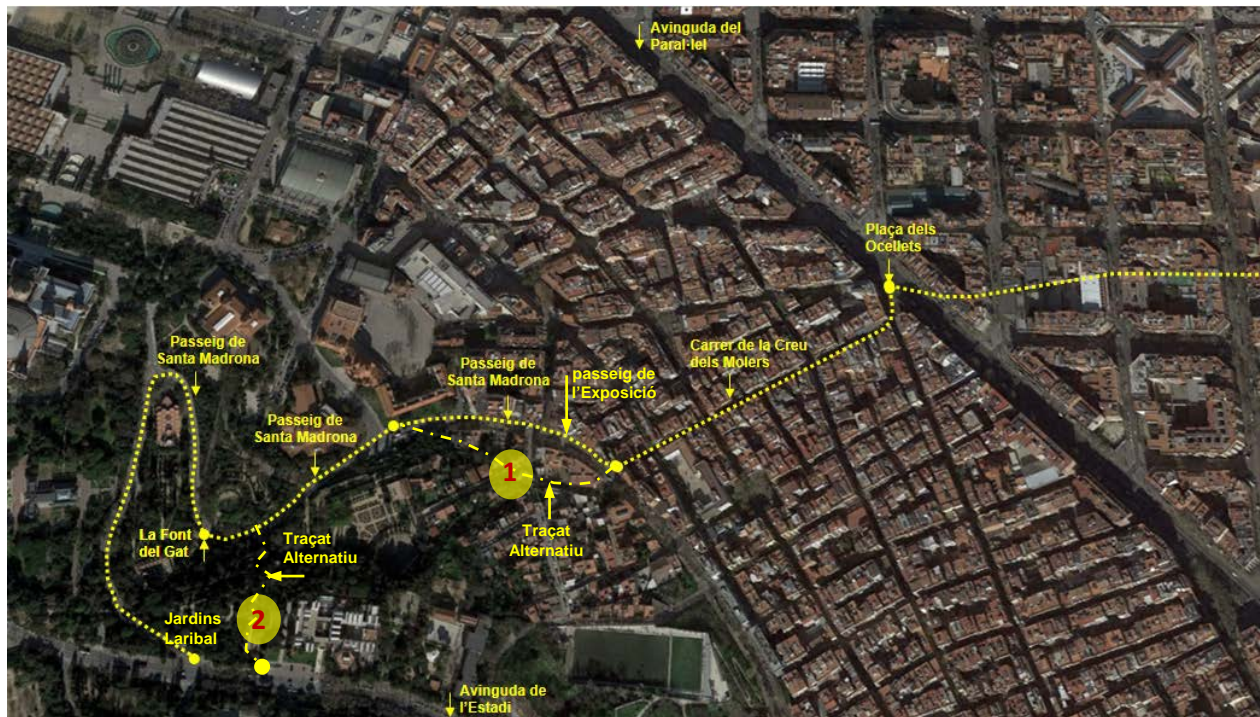 Avinguda del
Paral·lel
Plaça dels
Ocellets
Passeig de
Santa Madrona
Passeig de
Santa Madrona
passeig de
l’Exposició
Carrer de la Creu
dels Molers
Passeig de
Santa Madrona
1
Traçat
Alternatiu
La Font
del Gat
Traçat
Alternatiu
2
Jardins
Laribal
Avinguda de
l’Estadi